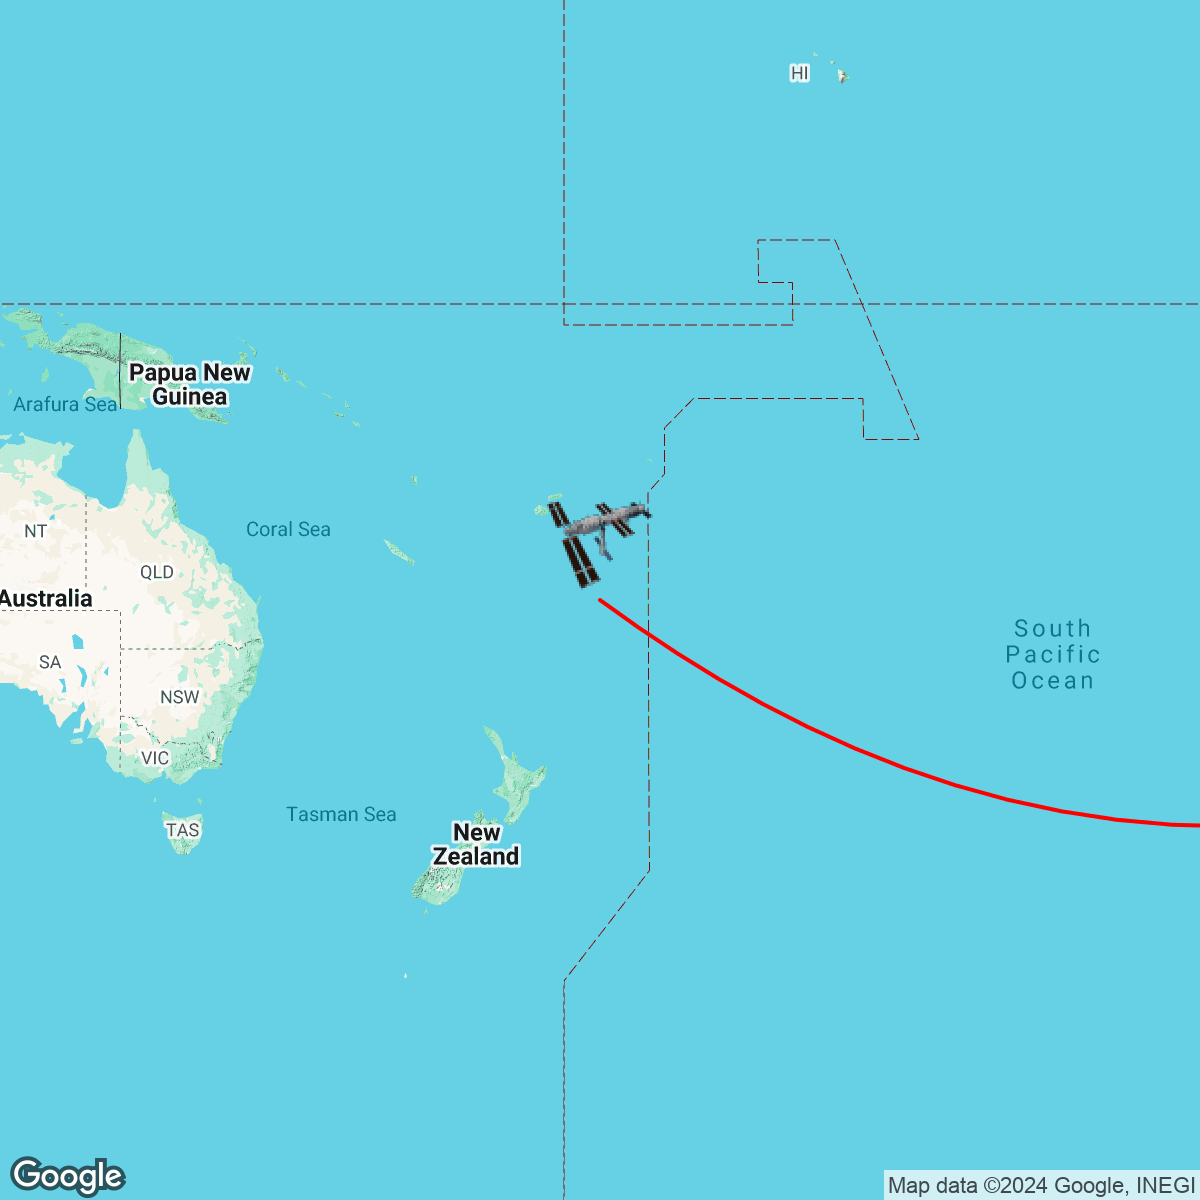 HI
Papua New
Guinea
Arafura Sea
NT
Coral Sea
QLD
Australia
South
Pacific
Ocean
SA
NSW
VIC
Tasman Sea
TAS
New
Zealand
Google
Map data ©2024 Google, INEGI